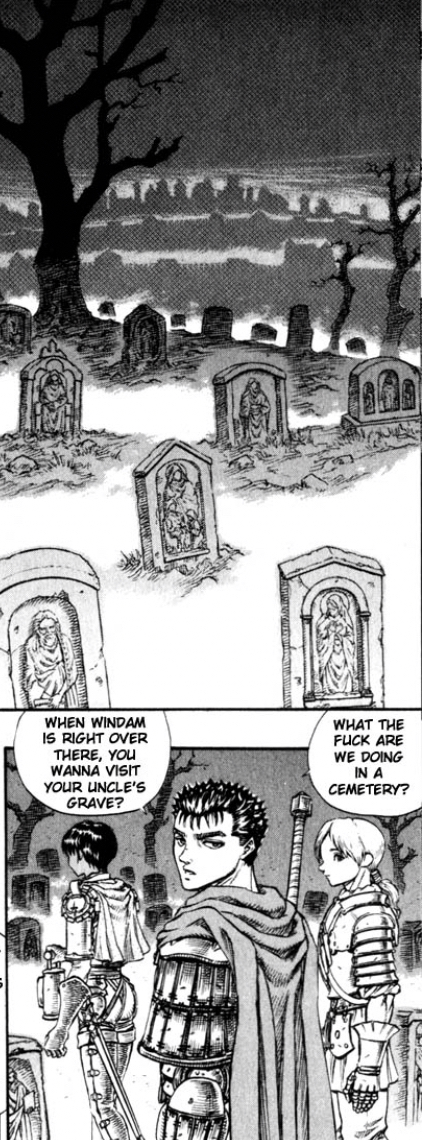 WHAT THE
FUCK ARE
WE DOING
IN A
CEMETERY?
WHEN WINDAM
IS RIGHT OVER
THERE, YOU
WANNA VISIT
YOUR UNCLE'S
GRAVE?